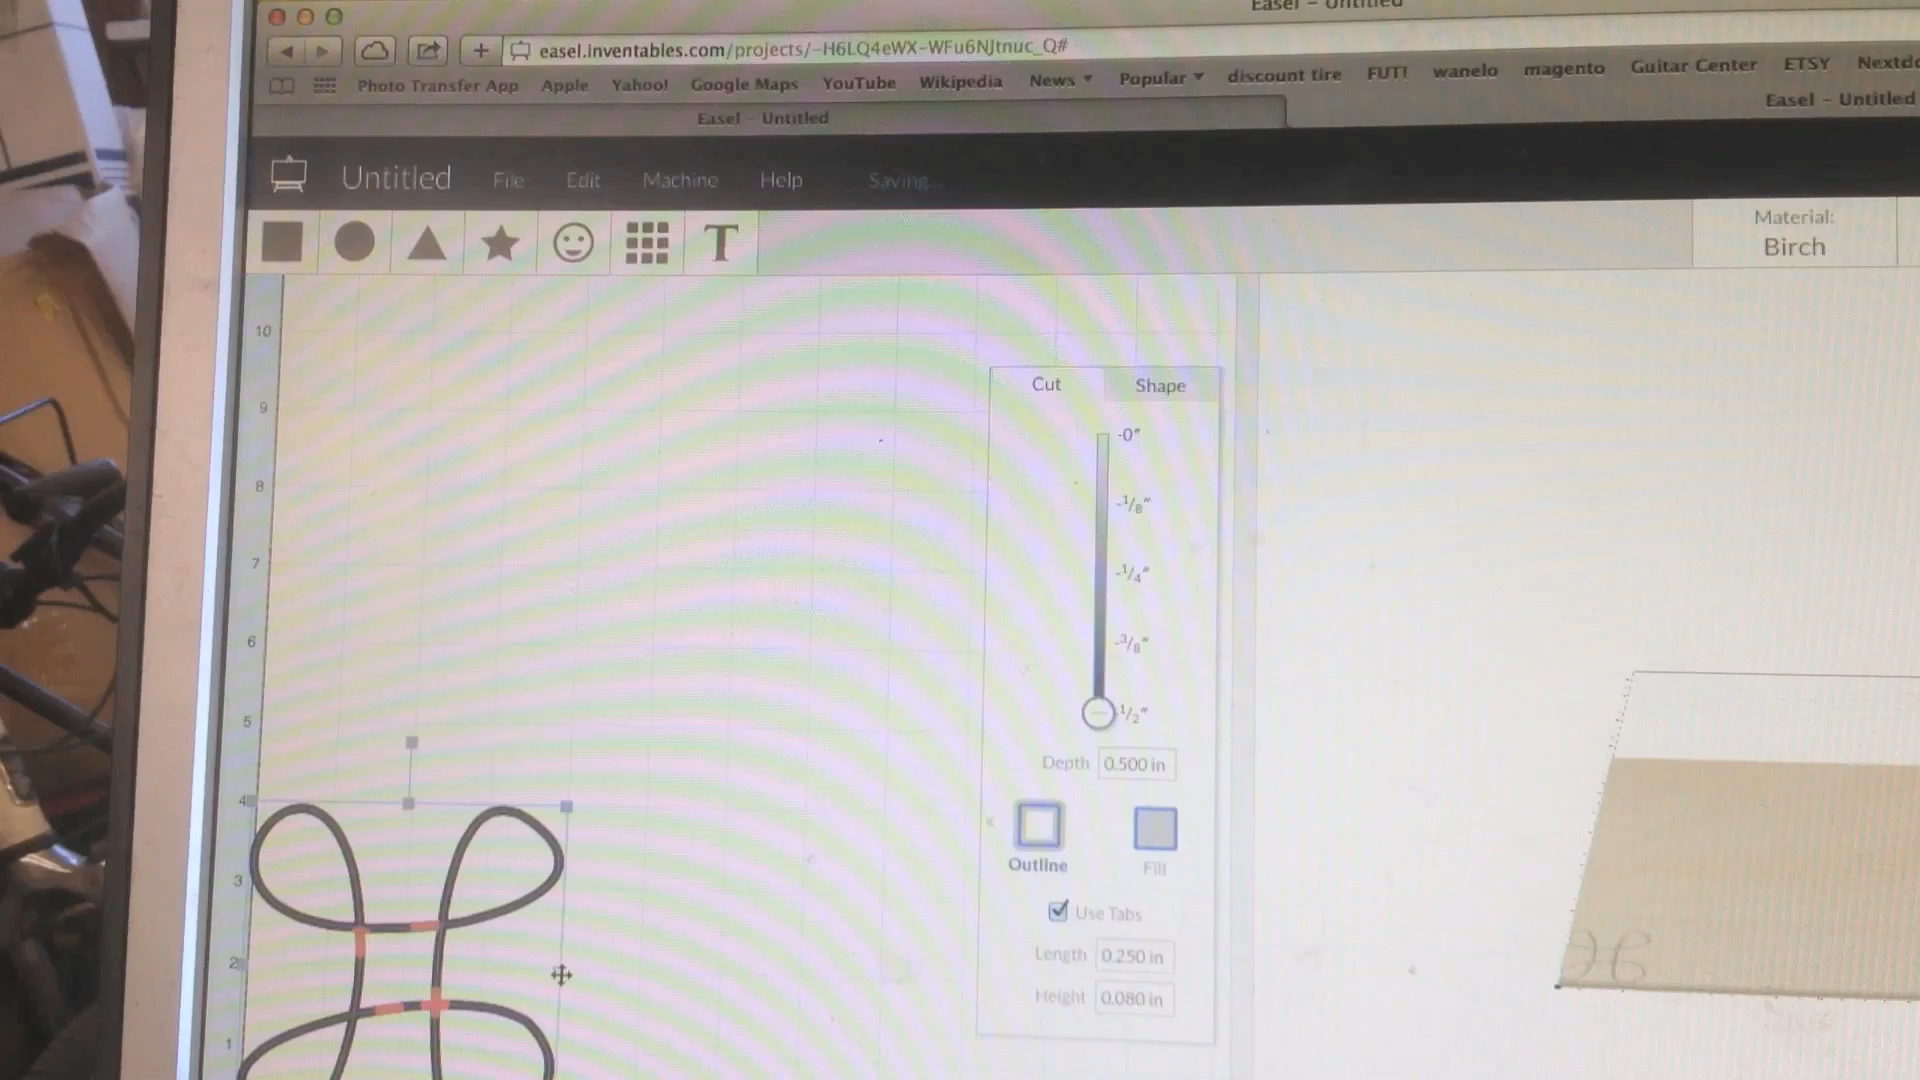 Easel - Untitled
easel.inventables.com/projects/-H6LQ4eWX-WFu6NJtnuc_Q#
Photo Transfer App Apple Yahoo! Google Maps YouTube Wikipedia News Popular discount tire FUT! wanelo magento Guitar Center ETSY
Easel - Untitled Easel - Untitled
Untitled File Edit Machine Help Saving...
T
Material:
Birch
10
9
8
7
6
5
4
3
2
1
Cut Shape
-0"
-1/8"
-1/4"
-3/8"
1/2"
Depth 0.500 in
Outline Fill
Use Tabs
Length 0.250 in
Height 0.080 in